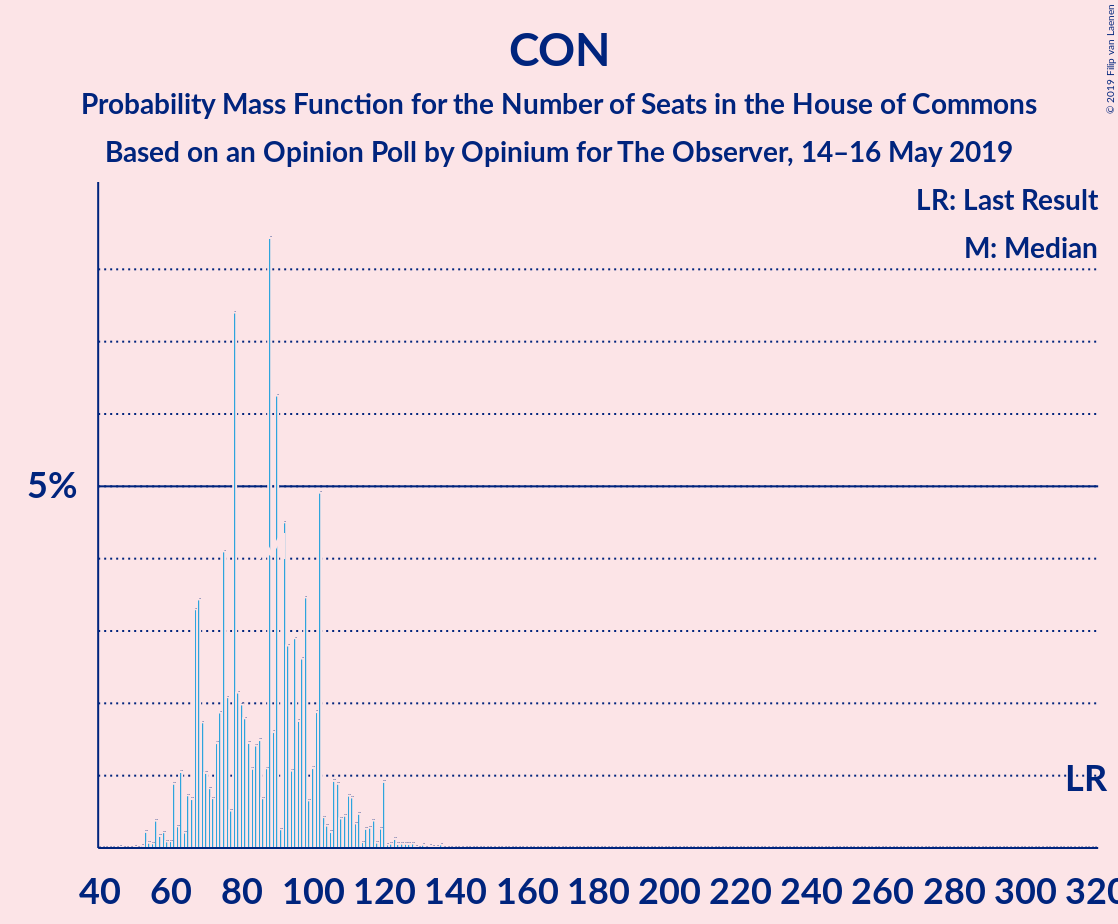 CON
Probability Mass Function for the Number of Seats in the House of Commons
Based on an Opinion Poll by Opinium for The Observer, 14–16 May 2019
© 2019 Filip van Laenen
LR: Last Result
M: Median
5%
LR
40 60 80 100 120 140 160 180 200 220 240 260 280 300 320